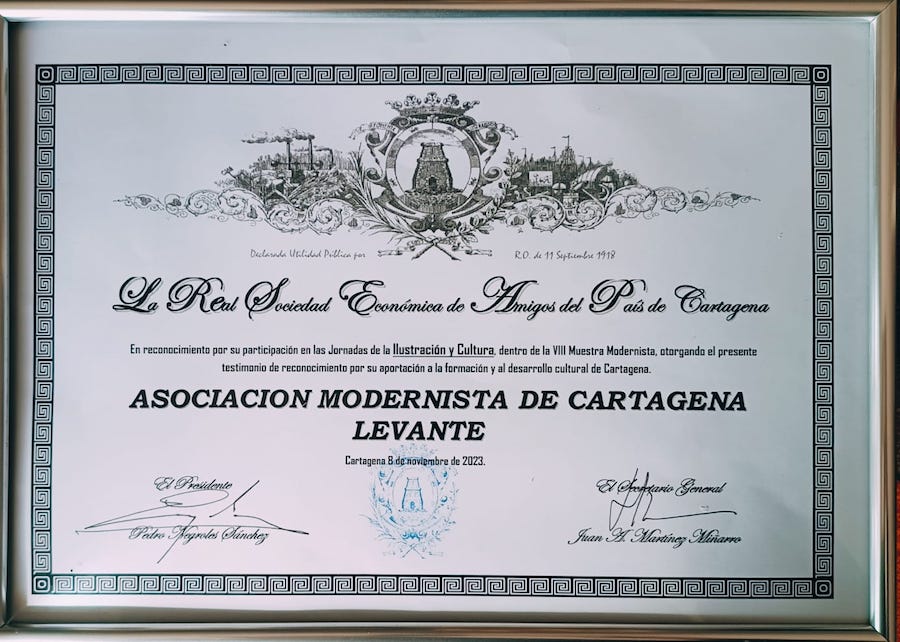 Declarada Utilidad Pública por R.O. de 11 Septiembre 1918
La Real Sociedad Económica de Amigos del País de Cartagena
En reconocimiento por su participación en las Jornadas de la Ilustración y Cultura, dentro de la VIII Muestra Modernista, otorgando el presente
testimonio de reconocimiento por su aportación a la formación y al desarrollo cultural de Cartagena.
ASOCIACION MODERNISTA DE CARTAGENA
LEVANTE
Cartagena 8 de noviembre de 2023.
El Presidente El Secretario General
Pedro Negroles Sánchez Juan A. Martínez Miñarro